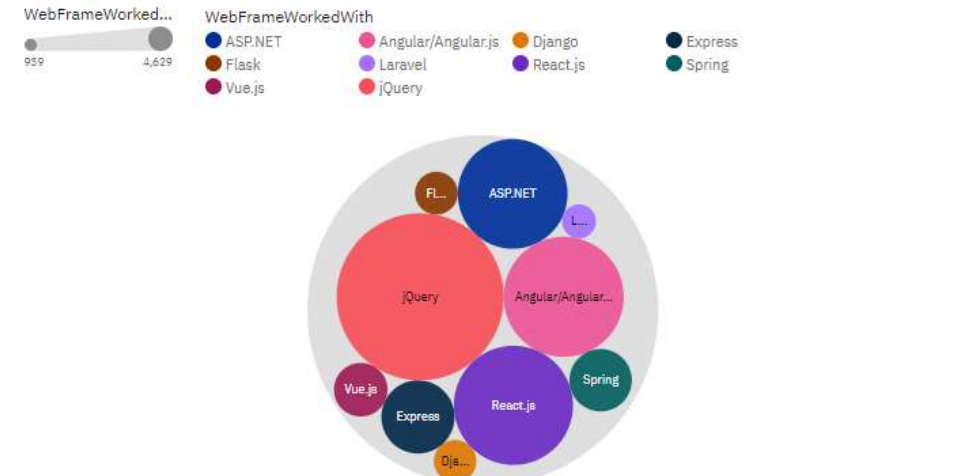 WebFrameWorked...
WebFrameWorkedWith
ASP.NET
Angular/Angular.js
Django
Express
959
4,629
Flask
Laravel
React.js
Spring
Vue.js
jQuery
FL...
ASP.NET
L...
jQuery
Angular/Angular...
Vue.js
Spring
Express
React.js
Dja...